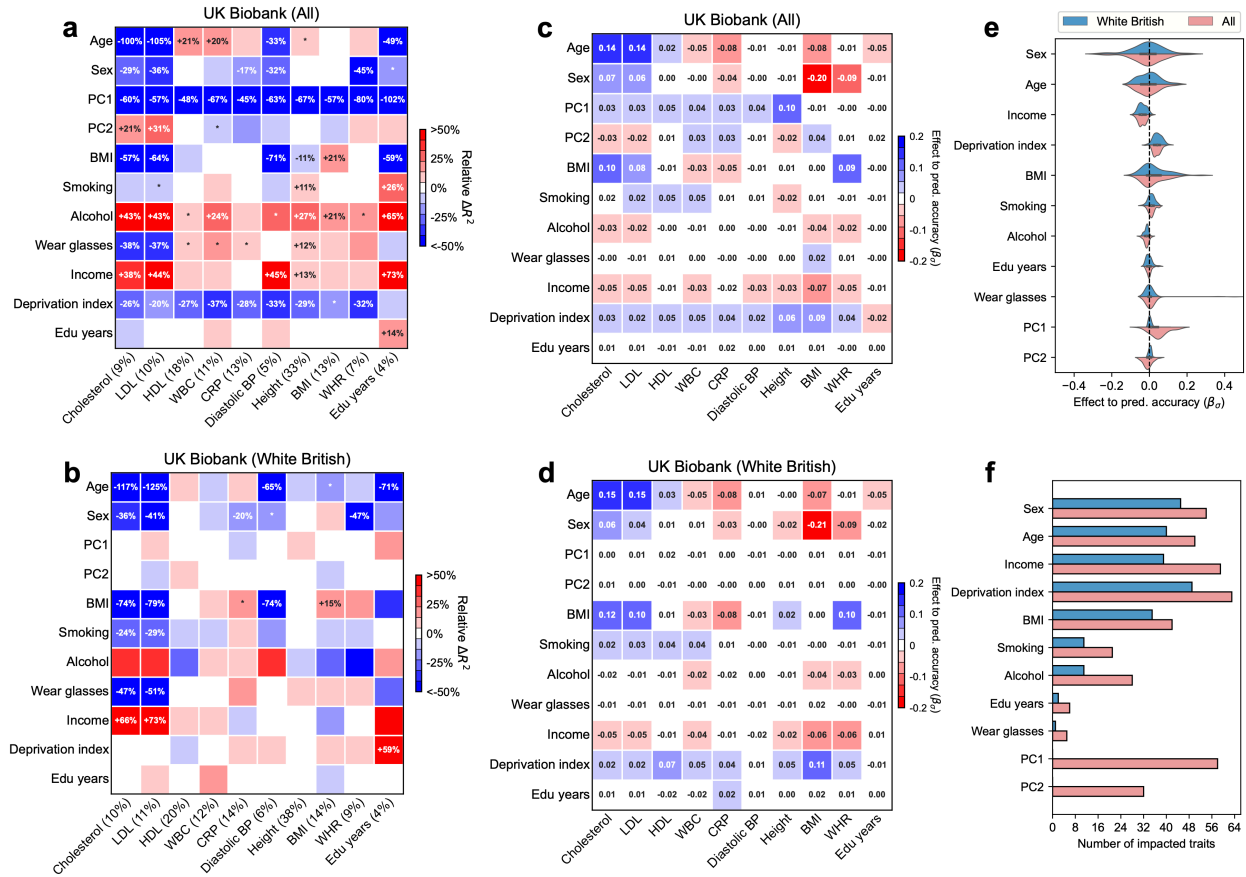 a
UK Biobank (All)
Age -100% -105% +21% +20% -33% * -49%
Sex -29% -36% -17% -32% -45% *
PC1 -60% -57% -48% -67% -45% -63% -67% -57% -80% -102%
PC2 +21% +31% *
BMI -57% -64% -71% -11% +21% -59%
Smoking * +11% +26%
Alcohol +43% +43% * +24% * +27% +21% * +65%
Wear glasses -38% -37% * * * +12%
Income +38% +44% +45% +13% +73%
Deprivation index -26% -20% -27% -37% -28% -33% -29% * -32%
Edu years +14%
Cholesterol (9%) LDL (10%) HDL (18%) WBC (11%) CRP (13%) Diastolic BP (5%) Height (33%) BMI (13%) WHR (7%) Edu years (4%)
>50%
25%
0%
-25%
<-50%
Relative ΔR²
b
UK Biobank (White British)
Age -117% -125% -65% * -71%
Sex -36% -41% -20% * -47%
PC1
PC2
BMI -74% -79% * -74% +15%
Smoking -24% -29%
Alcohol
Wear glasses -47% -51%
Income +66% +73%
Deprivation index +59%
Edu years
Cholesterol (10%) LDL (11%) HDL (20%) WBC (12%) CRP (14%) Diastolic BP (6%) Height (38%) BMI (14%) WHR (9%) Edu years (4%)
>50%
25%
0%
-25%
<-50%
Relative ΔR²
c
UK Biobank (All)
Age 0.14 0.14 0.02 -0.05 -0.08 -0.01 -0.01 -0.08 -0.01 -0.05
Sex 0.07 0.06 0.00 -0.00 -0.04 -0.00 -0.01 -0.20 -0.09 -0.01
PC1 0.03 0.03 0.05 0.04 0.03 0.04 0.10 -0.01 -0.00 -0.00
PC2 -0.03 -0.02 0.01 0.03 0.03 0.01 -0.02 0.04 0.01 0.02
BMI 0.10 0.08 -0.01 -0.03 -0.05 0.01 -0.01 -0.00 0.09 -0.00
Smoking 0.02 0.02 0.05 0.05 0.01 0.01 -0.02 0.01 0.01 -0.00
Alcohol -0.03 -0.02 -0.00 -0.01 0.00 -0.01 -0.01 -0.04 -0.02 -0.00
Wear glasses -0.00 -0.01 0.01 0.00 -0.00 -0.00 0.00 0.02 0.01 -0.00
Income -0.05 -0.05 -0.01 -0.03 -0.02 -0.03 -0.03 -0.07 -0.05 -0.01
Deprivation index 0.03 0.02 0.05 0.05 0.04 0.02 0.06 0.09 0.04 -0.02
Edu years 0.01 0.01 0.01 0.01 0.02 0.00 0.01 0.01 -0.00 0.00
Cholesterol LDL HDL WBC CRP Diastolic BP Height BMI WHR Edu years
0.2
0.1
0
-0.1
-0.2
Effect to pred. accuracy (βσ)
d
UK Biobank (White British)
Age 0.15 0.15 0.03 -0.05 -0.08 0.01 -0.00 -0.07 -0.01 -0.05
Sex 0.06 0.04 0.01 0.01 -0.03 -0.00 -0.02 -0.21 -0.09 -0.02
PC1 0.00 0.01 0.02 -0.01 0.01 -0.00 -0.00 0.01 0.01 -0.01
PC2 0.01 0.00 -0.01 0.00 0.00 -0.00 -0.00 0.01 -0.00 -0.00
BMI 0.12 0.10 -0.01 -0.03 -0.08 0.01 0.02 0.00 0.10 -0.01
Smoking 0.02 0.03 0.04 0.04 0.01 -0.00 -0.01 -0.00 -0.00 -0.01
Alcohol -0.02 -0.01 -0.01 -0.02 -0.02 0.01 -0.01 -0.04 -0.03 0.00
Wear glasses -0.01 -0.01 0.01 0.01 -0.01 -0.00 -0.01 0.01 0.01 -0.01
Income -0.05 -0.05 -0.01 -0.04 -0.01 -0.02 -0.02 -0.06 -0.06 0.01
Deprivation index 0.02 0.02 0.07 0.05 0.04 0.01 0.05 0.11 0.05 -0.01
Edu years 0.01 0.01 -0.02 -0.02 0.02 0.01 0.01 0.02 0.01 0.00
Cholesterol LDL HDL WBC CRP Diastolic BP Height BMI WHR Edu years
0.2
0.1
0
-0.1
-0.2
Effect to pred. accuracy (βσ)
e
White British All
Sex
Age
Income
Deprivation index
BMI
Smoking
Alcohol
Edu years
Wear glasses
PC1
PC2
−0.4 −0.2 0.0 0.2 0.4
Effect to pred. accuracy (βσ)
f
Sex
Age
Income
Deprivation index
BMI
Smoking
Alcohol
Edu years
Wear glasses
PC1
PC2
0 8 16 24 32 40 48 56 64
Number of impacted traits